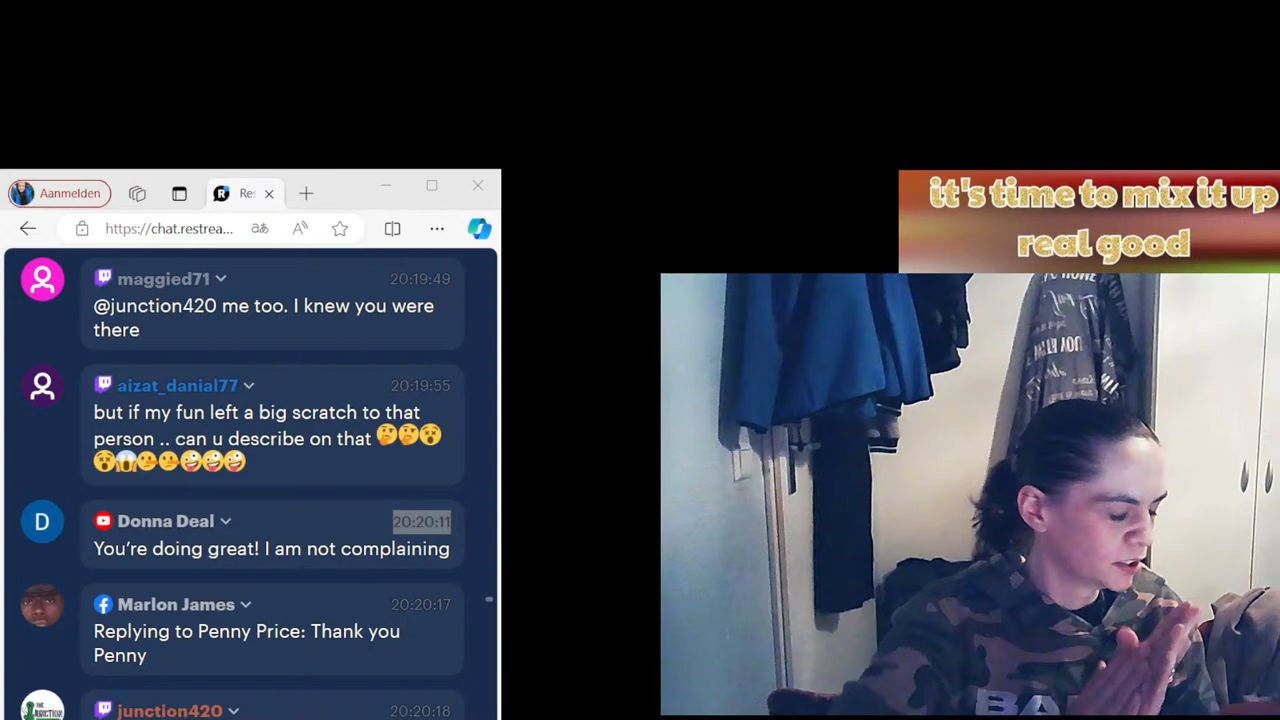 Aanmelden
Res
https://chat.restrea...
it's time to mix it up
real good
maggied71
20:19:49
@junction420 me too. I knew you were
there
aizat_danial77
20:19:55
but if my fun left a big scratch to that
person .. can u describe on that 🤔🤔😵
😵😱🫤🫤🤪🤪🤪
D
Donna Deal
20:20:11
You’re doing great! I am not complaining
Marlon James
20:20:17
Replying to Penny Price: Thank you
Penny
junction420
20:20:18
BA